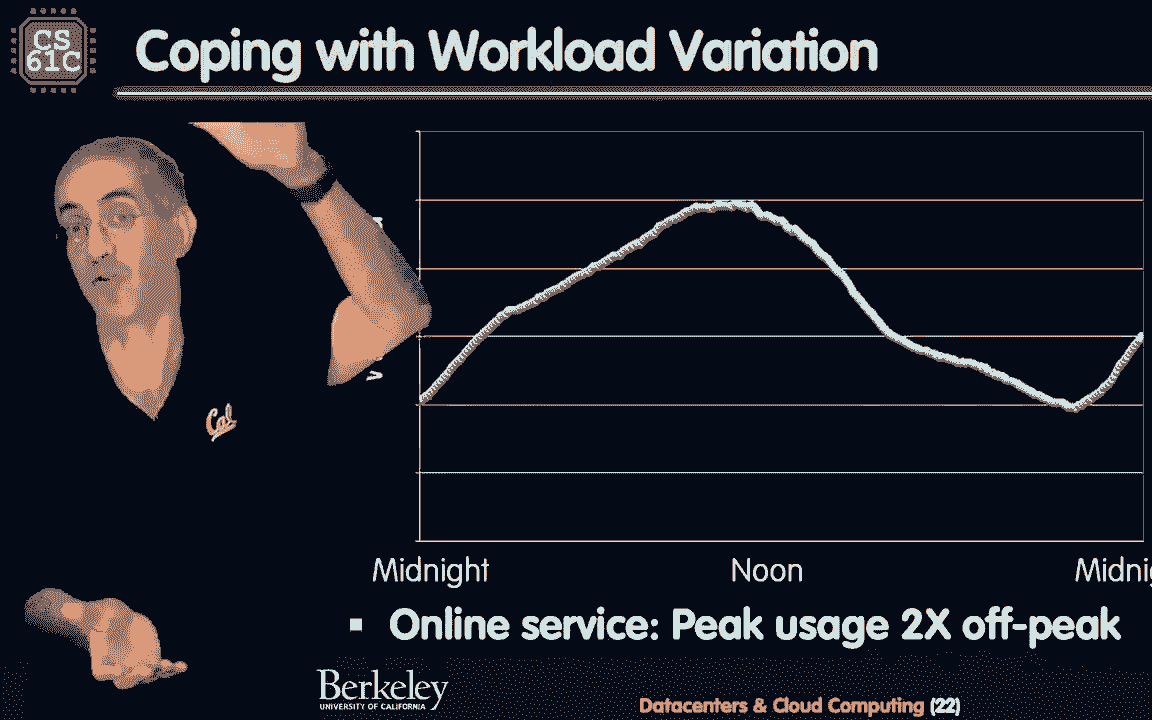 CS
61C
Coping with Workload Variation
Cal
Midnight Noon
Online service: Peak usage 2X off-peak
Berkeley
UNIVERSITY OF CALIFORNIA
Datacenters & Cloud Computing (22)